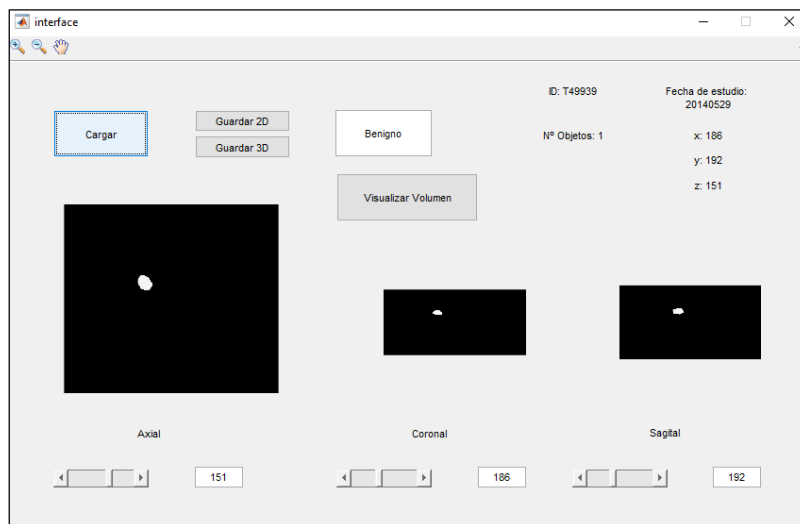 interface
ID: T49939
Fecha de estudio:
20140529
Cargar
Guardar 2D
Guardar 3D
Benigno
Nº Objetos: 1
x: 186
y: 192
z: 151
Visualizar Volumen
Axial
Coronal
Sagital
151
186
192